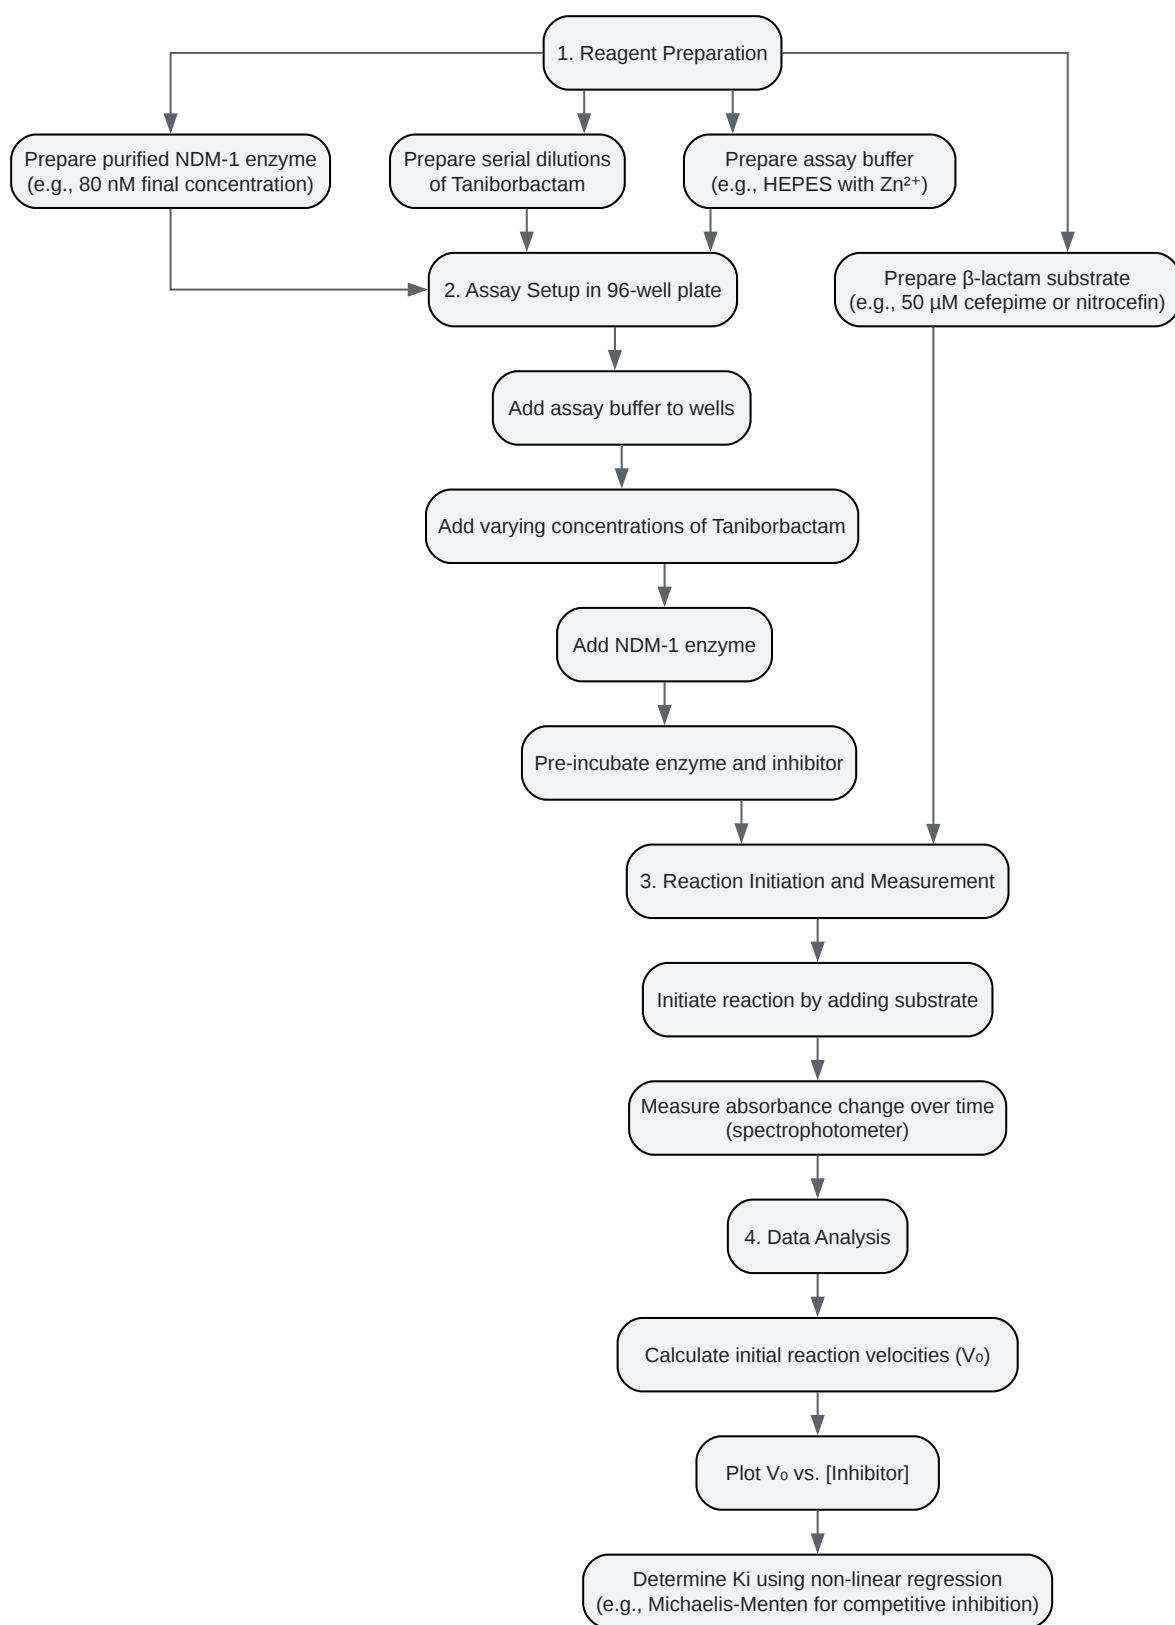 1. Reagent Preparation
Prepare purified NDM-1 enzyme
(e.g., 80 nM final concentration)
Prepare serial dilutions
of Taniborbactam
Prepare assay buffer
(e.g., HEPES with Zn²⁺)
2. Assay Setup in 96-well plate
Prepare β-lactam substrate
(e.g., 50 µM cefepime or nitrocefin)
Add assay buffer to wells
Add varying concentrations of Taniborbactam
Add NDM-1 enzyme
Pre-incubate enzyme and inhibitor
3. Reaction Initiation and Measurement
Initiate reaction by adding substrate
Measure absorbance change over time
(spectrophotometer)
4. Data Analysis
Calculate initial reaction velocities (V₀)
Plot V₀ vs. [Inhibitor]
Determine Ki using non-linear regression
(e.g., Michaelis-Menten for competitive inhibition)